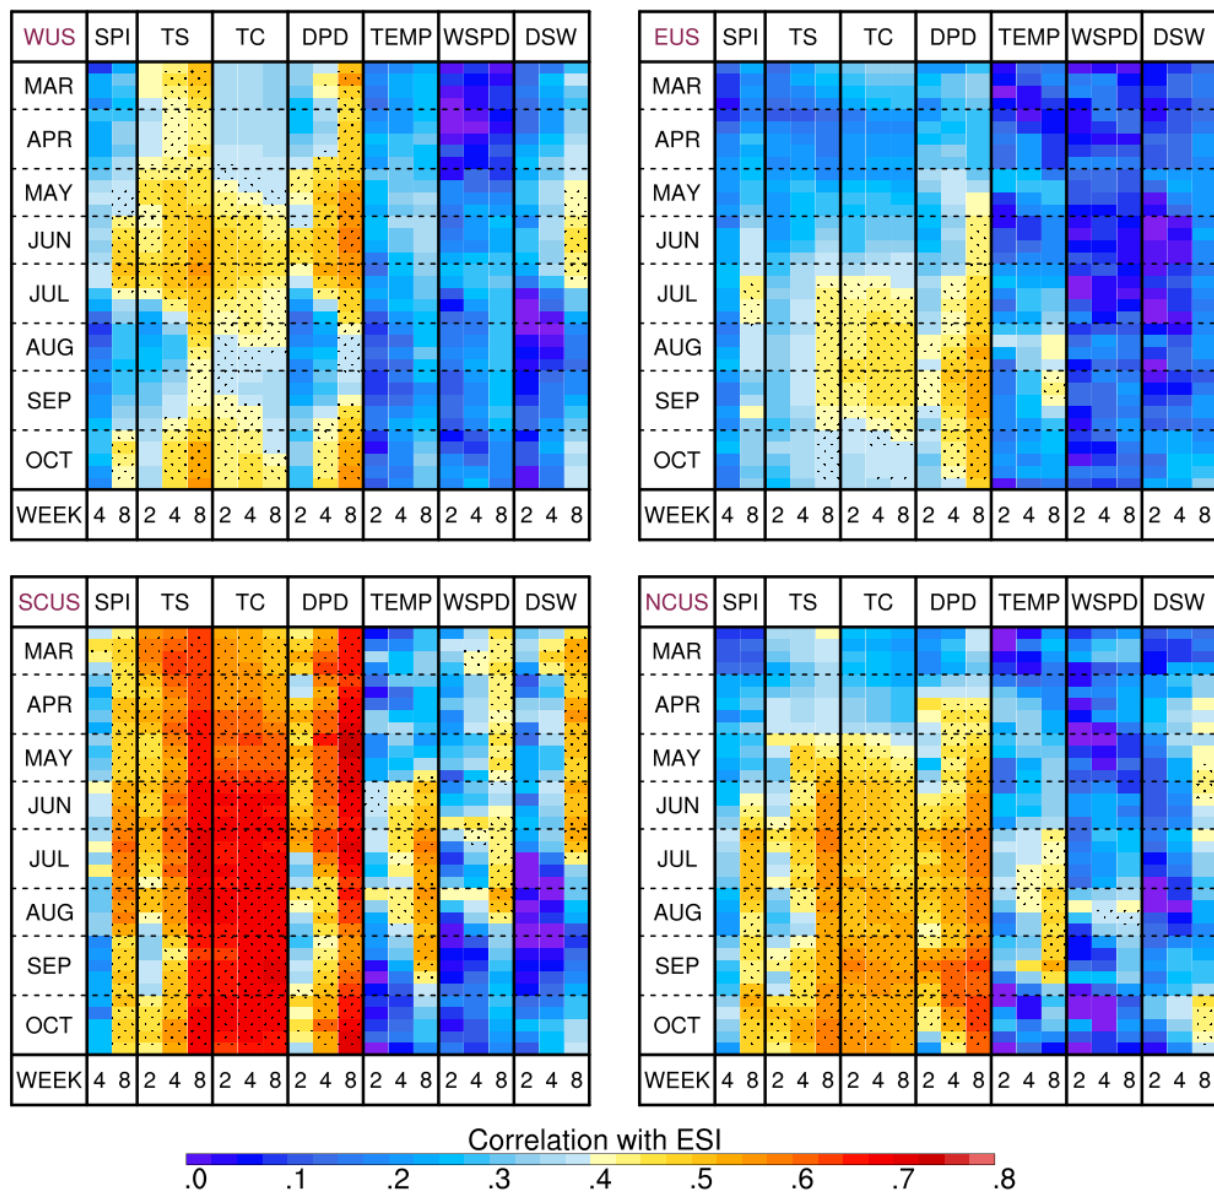 WUS SPI TS TC DPD TEMP WSPD DSW
MAR
APR
MAY
JUN
JUL
AUG
SEP
OCT
WEEK 4 8 2 4 8 2 4 8 2 4 8 2 4 8 2 4 8 2 4 8
EUS SPI TS TC DPD TEMP WSPD DSW
MAR
APR
MAY
JUN
JUL
AUG
SEP
OCT
WEEK 4 8 2 4 8 2 4 8 2 4 8 2 4 8 2 4 8 2 4 8
SCUS SPI TS TC DPD TEMP WSPD DSW
MAR
APR
MAY
JUN
JUL
AUG
SEP
OCT
WEEK 4 8 2 4 8 2 4 8 2 4 8 2 4 8 2 4 8 2 4 8
NCUS SPI TS TC DPD TEMP WSPD DSW
MAR
APR
MAY
JUN
JUL
AUG
SEP
OCT
WEEK 4 8 2 4 8 2 4 8 2 4 8 2 4 8 2 4 8 2 4 8
Correlation with ESI
.0 .1 .2 .3 .4 .5 .6 .7 .8